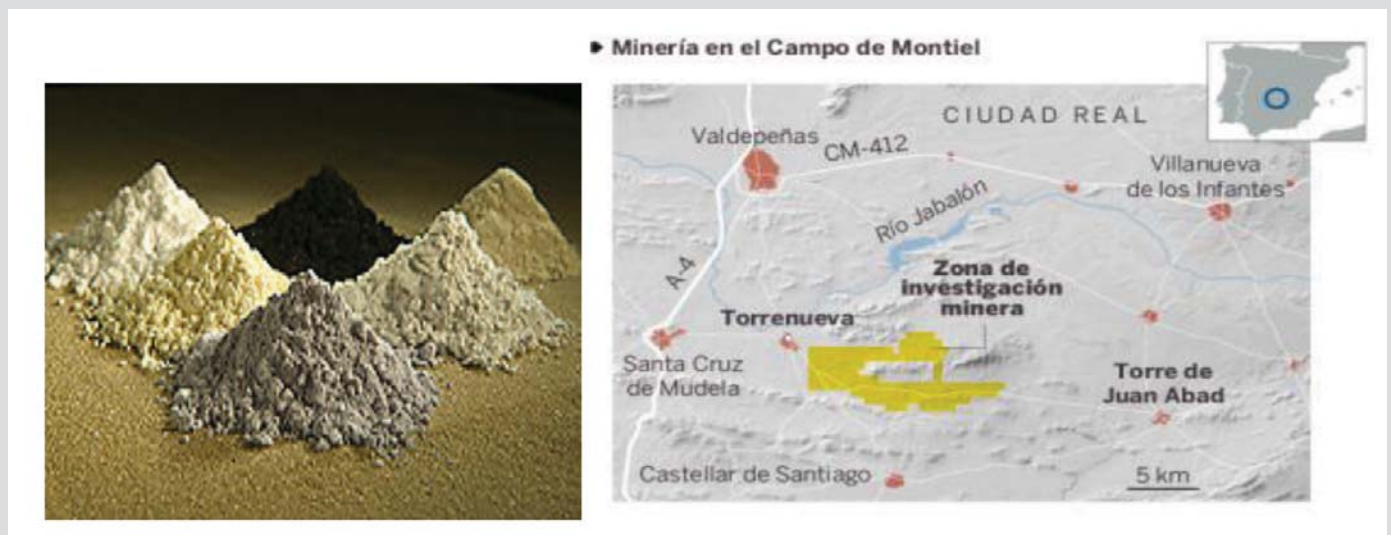 Minería en el Campo de Montiel
CIUDAD REAL
Valdepeñas
CM-412
Villanueva
de los Infantes
Río Jabalón
A-4
Zona de
investigación
minera
Torrenueva
Santa Cruz
de Mudela
Torre de
Juan Abad
Castellar de Santiago
5 km